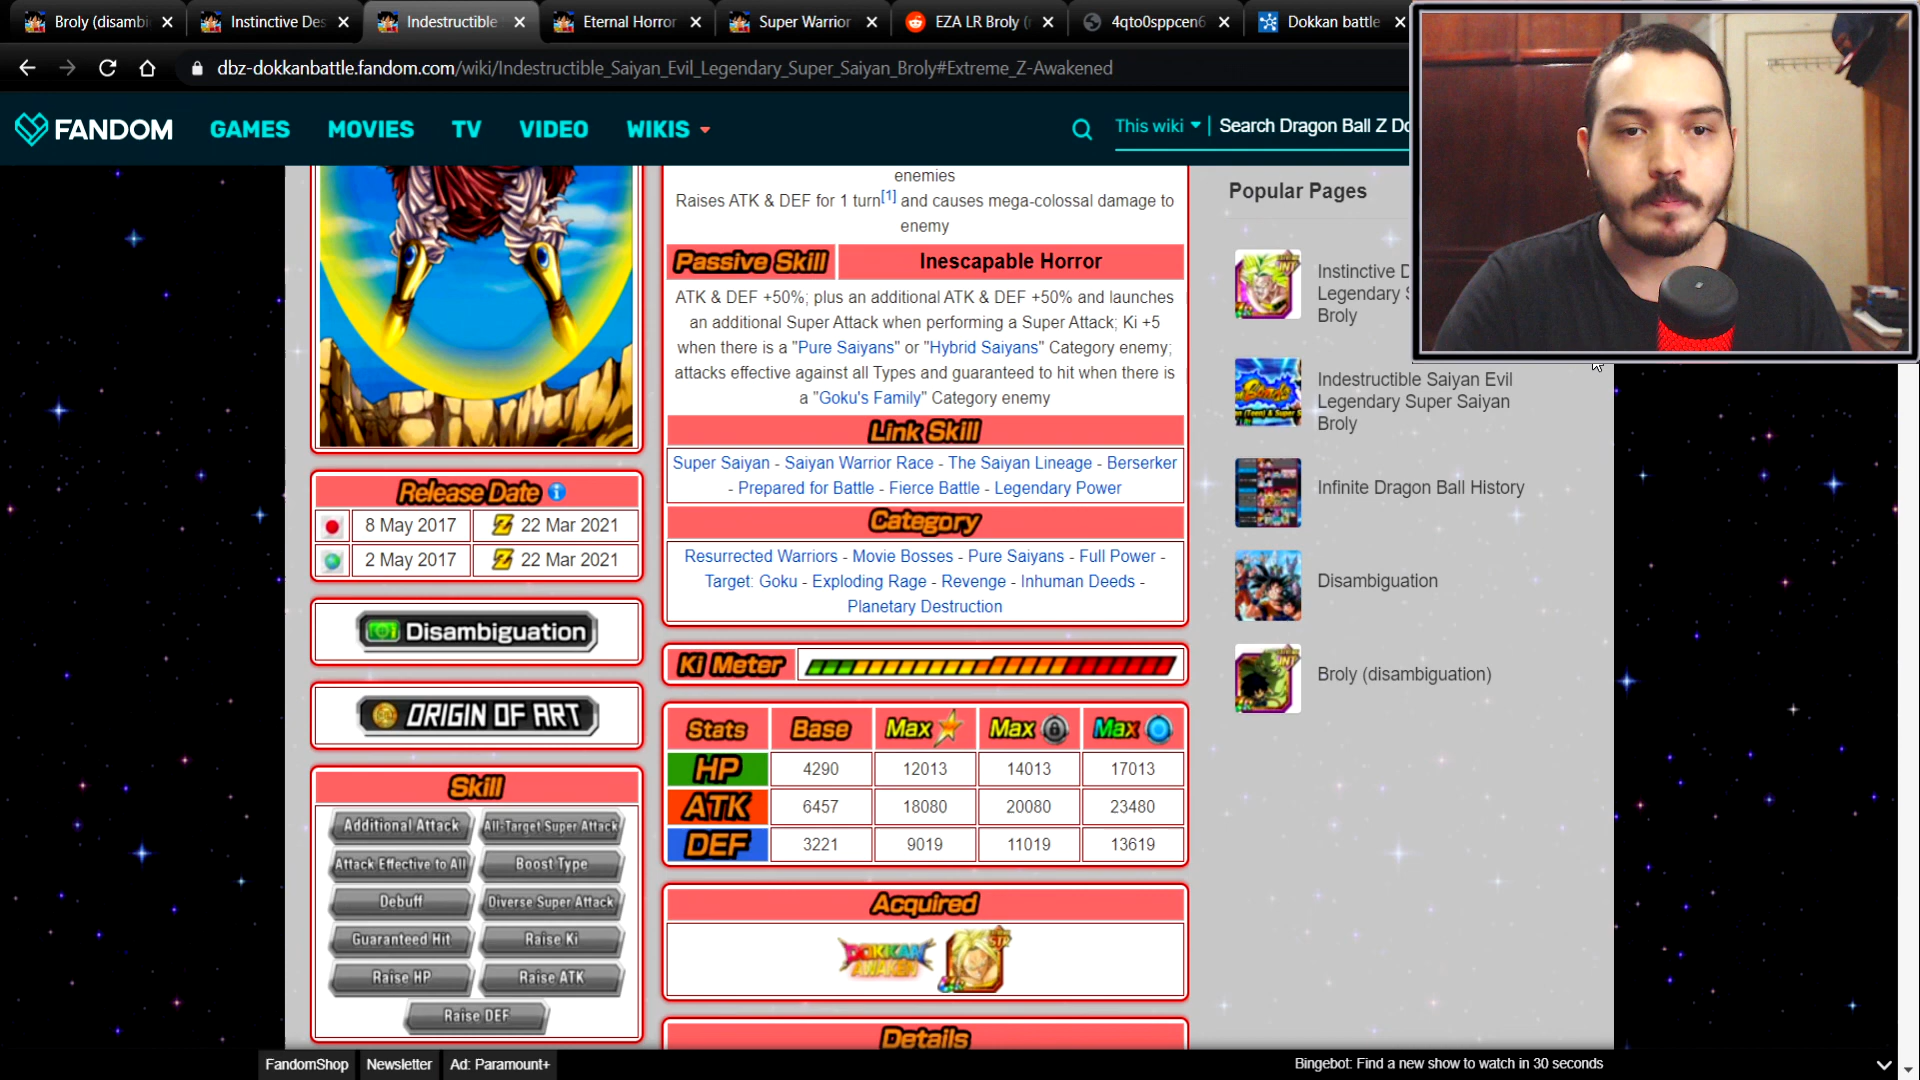 Broly (disambi
Instinctive Des
Indestructible
Eternal Horror
Super Warrior
EZA LR Broly (
4qto0sppcen6
Dokkan battle
dbz-dokkanbattle.fandom.com/wiki/Indestructible_Saiyan_Evil_Legendary_Super_Saiyan_Broly#Extreme_Z-Awakened
FANDOM
GAMES
MOVIES
TV
VIDEO
WIKIS
This wiki
Search Dragon Ball Z Do
enemies
Raises ATK & DEF for 1 turn[1] and causes mega-colossal damage to
enemy
Passive Skill
Inescapable Horror
ATK & DEF +50%; plus an additional ATK & DEF +50% and launches
an additional Super Attack when performing a Super Attack; Ki +5
when there is a "Pure Saiyans" or "Hybrid Saiyans" Category enemy;
attacks effective against all Types and guaranteed to hit when there is
a "Goku's Family" Category enemy
Link Skill
Super Saiyan - Saiyan Warrior Race - The Saiyan Lineage - Berserker
- Prepared for Battle - Fierce Battle - Legendary Power
Category
Resurrected Warriors - Movie Bosses - Pure Saiyans - Full Power -
Target: Goku - Exploding Rage - Revenge - Inhuman Deeds -
Planetary Destruction
Ki Meter
Stats Base Max Max Max
HP 4290 12013 14013 17013
ATK 6457 18080 20080 23480
DEF 3221 9019 11019 13619
Acquired
DOKKAN
AWAKEN
STR
LR
Details
Release Date
8 May 2017 Z 22 Mar 2021
2 May 2017 Z 22 Mar 2021
Disambiguation
ORIGIN OF ART
Skill
Additional Attack
All-Target Super Attack
Attack Effective to All
Boost Type
Debuff
Diverse Super Attack
Guaranteed Hit
Raise Ki
Raise HP
Raise ATK
Raise DEF
Popular Pages
Instinctive D
Legendary S
Broly
Indestructible Saiyan Evil
Legendary Super Saiyan
Broly
Infinite Dragon Ball History
Disambiguation
Broly (disambiguation)
FandomShop
Newsletter
Ad: Paramount+
Bingebot: Find a new show to watch in 30 seconds